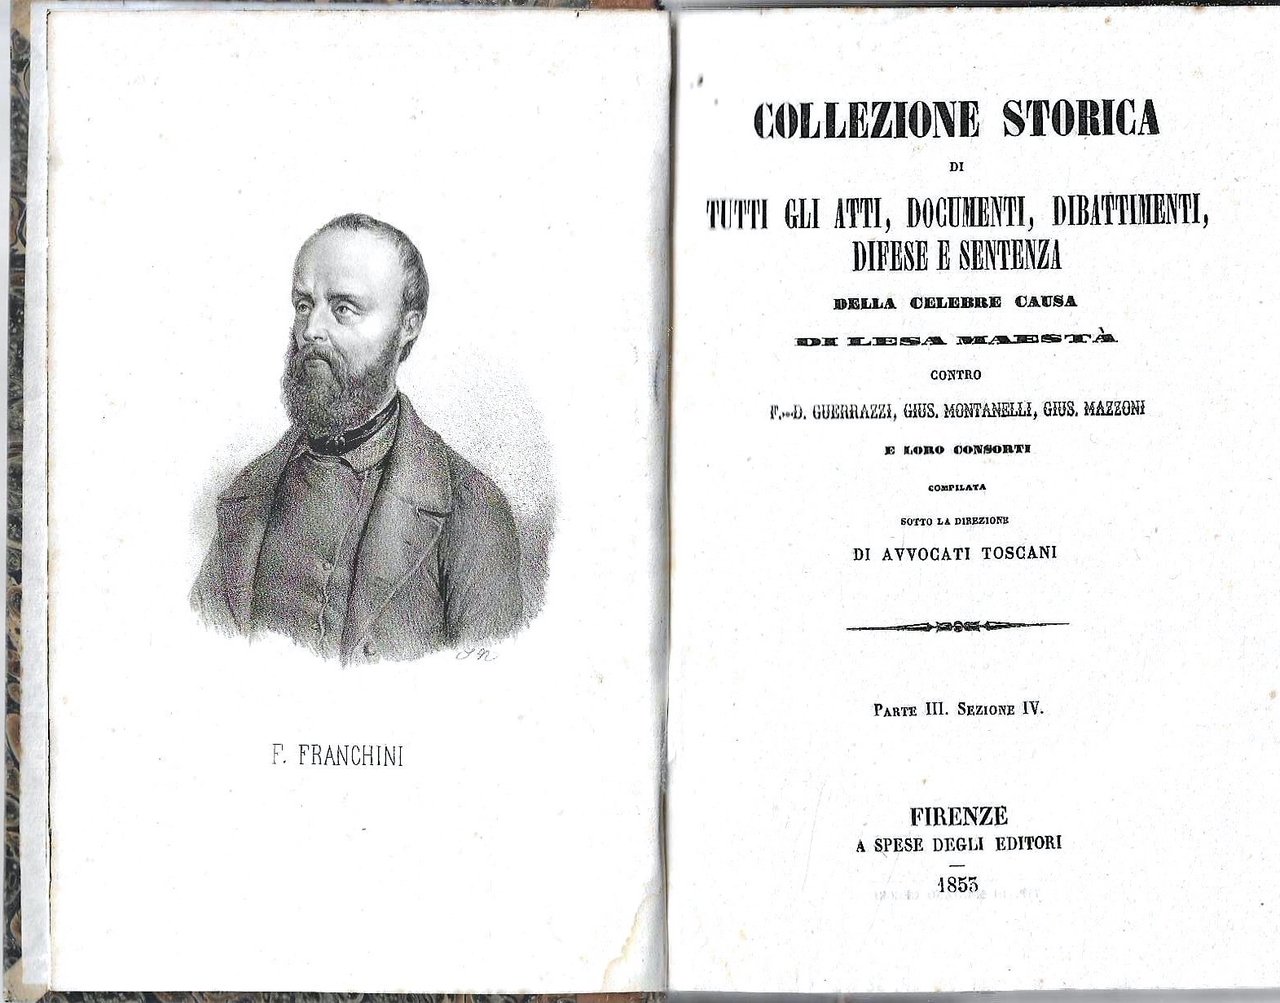 F. FRANCHINI
COLLEZIONE STORICA
DI
TUTTI GLI ATTI, DOCUMENTI, DIBATTIMENTI,
DIFESE E SENTENZA
DELLA CELEBRE CAUSA
DI LESA MAESTÀ
CONTRO
F.-D. GUERRAZZI, GIUS. MONTANELLI, GIUS. MAZZONI
E LORO CONSORTI
COMPILATA
SOTTO LA DIREZIONE
DI AVVOCATI TOSCANI
PARTE III. SEZIONE IV.
FIRENZE
A SPESE DEGLI EDITORI
1853